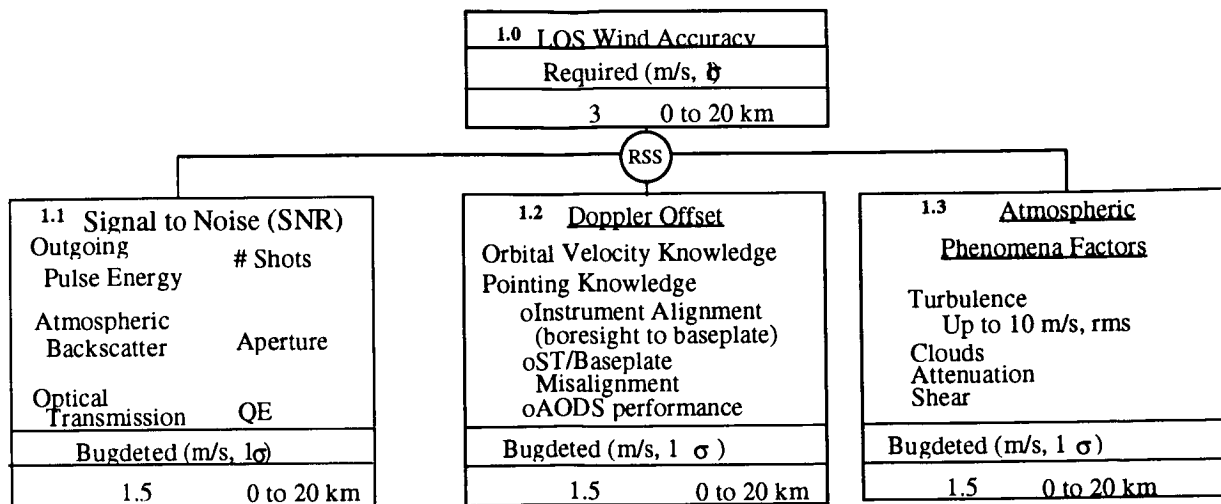 1.0 LOS Wind Accuracy
Required (m/s,
3 0 to 20 km
RSS
1.1 Signal to Noise (SNR)
Outgoing
Pulse Energy # Shots
Atmospheric
Backscatter Aperture
Optical
Transmission QE
Bugdeted (m/s, 1σ)
1.5 0 to 20 km
1.2 Doppler Offset
Orbital Velocity Knowledge
Pointing Knowledge
oInstrument Alignment
(boresight to baseplate)
oST/Baseplate
Misalignment
oAODS performance
Bugdeted (m/s, 1 σ )
1.5 0 to 20 km
1.3 Atmospheric
Phenomena Factors
Turbulence
Up to 10 m/s, rms
Clouds
Attenuation
Shear
Bugdeted (m/s, 1 σ )
1.5 0 to 20 km